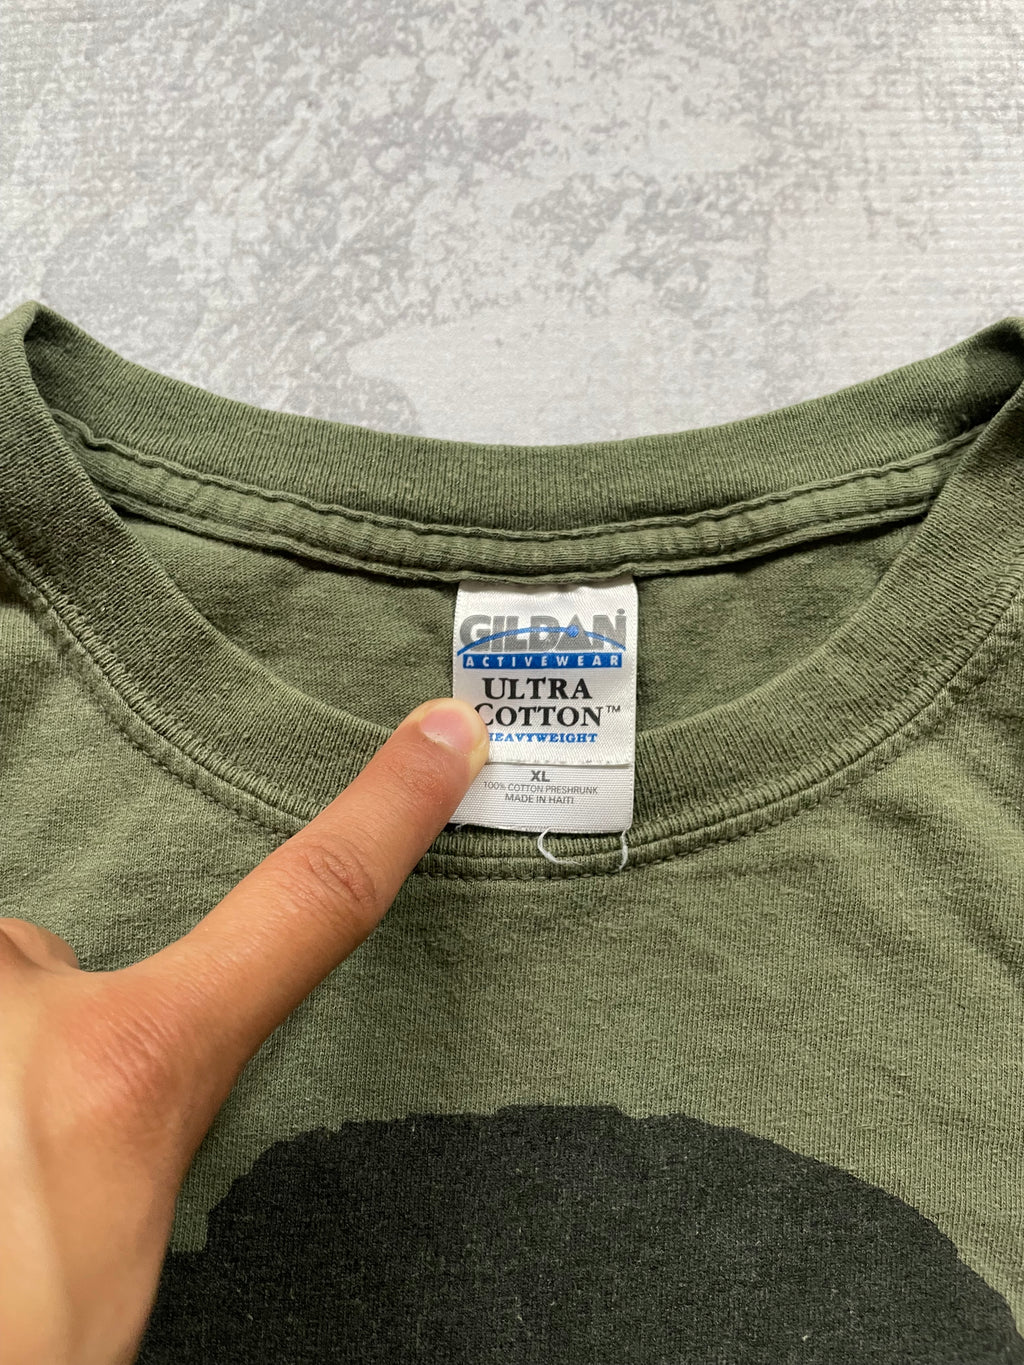 GILDAN
ACTIVEWEAR
ULTRA
COTTON™
HEAVYWEIGHT
XL
100% COTTON PRESHRUNK
MADE IN HAITI